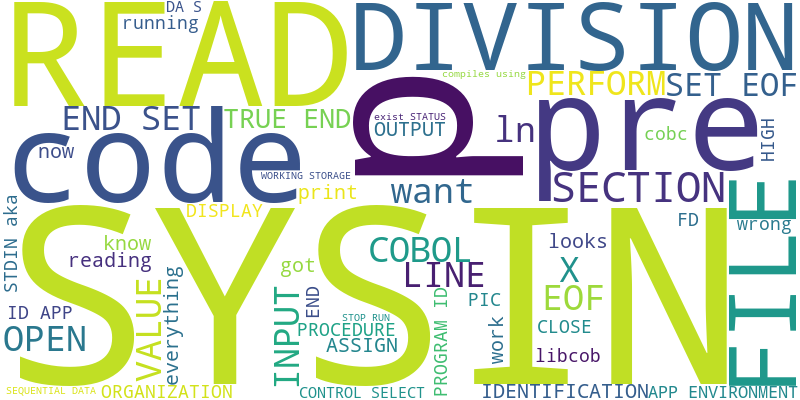 READ
DA S
running
DIVISION
compiles using
PERFORM
SET EOF
END SET
TRUE END
code
p
exist STATUS
OUTPUT
ln
pre
cobc
HIGH
now
WORKING STORAGE
print
want
SECTION
DISPLAY
STDIN aka
SYSIN
FILE
FD
wrong
know
reading
got
COBOL
LINE
looks
X
everything
VALUE
INPUT
END
PROGRAM ID
PIC
EOF
ID APP
OPEN
STOP RUN
PROCEDURE
ASSIGN
work
CLOSE
libcob
SEQUENTIAL DATA
ORGANIZATION
CONTROL SELECT
IDENTIFICATION
APP ENVIRONMENT